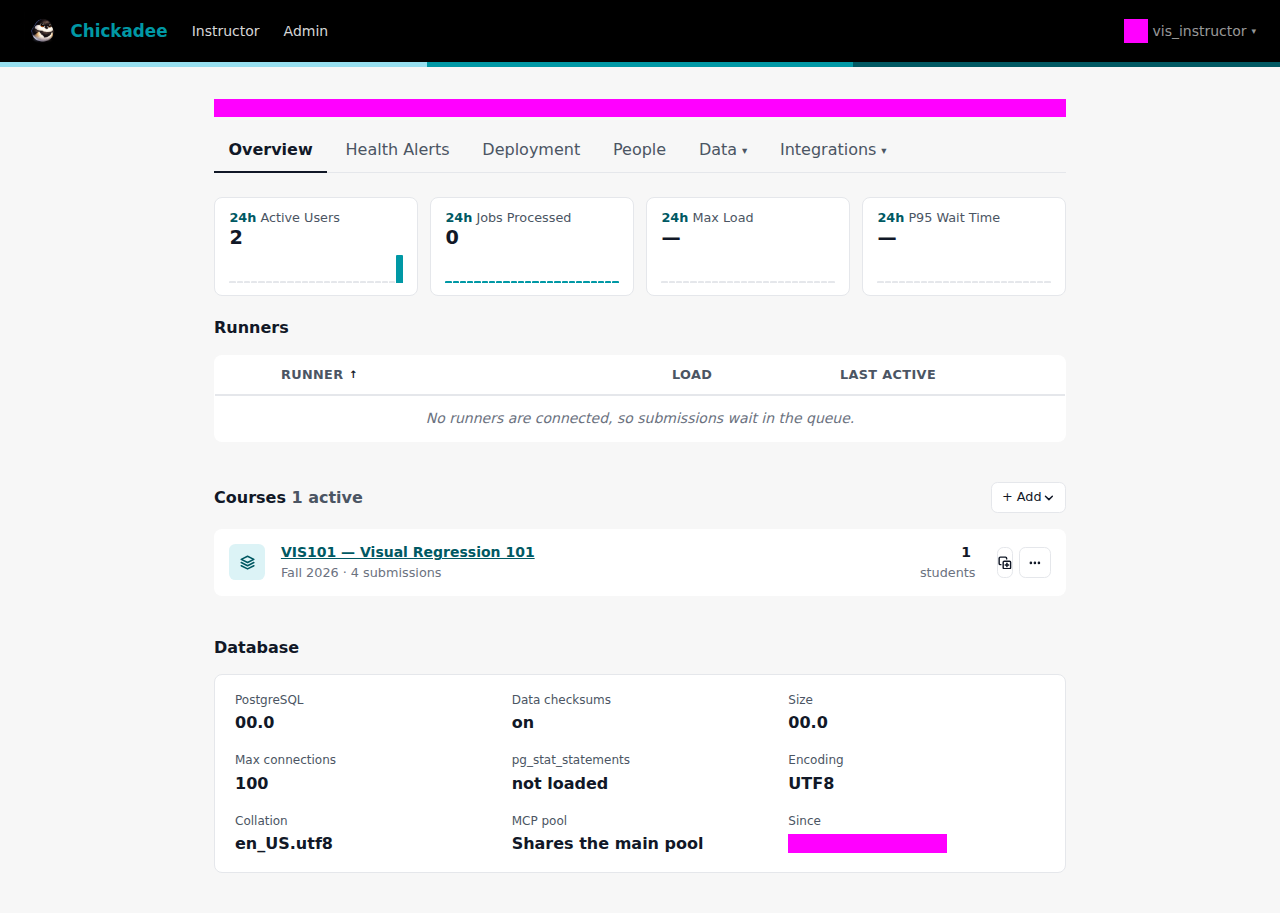 Chickadee Instructor Admin vis_instructor ▾
Overview Health Alerts Deployment People Data ▾ Integrations ▾
24h Active Users 24h Jobs Processed 24h Max Load 24h P95 Wait Time
2 0 — —
Runners
RUNNER ↑ LOAD LAST ACTIVE
No runners are connected, so submissions wait in the queue.
Courses 1 active + Add
VIS101 — Visual Regression 101 1
Fall 2026 · 4 submissions students
Database
PostgreSQL Data checksums Size
00.0 on 00.0
Max connections pg_stat_statements Encoding
100 not loaded UTF8
Collation MCP pool Since
en_US.utf8 Shares the main pool